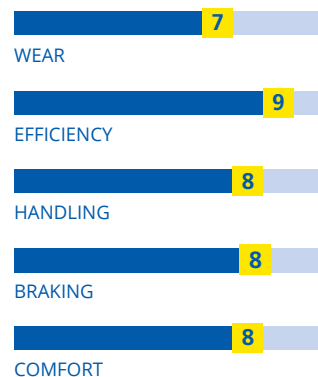 7
WEAR
9
EFFICIENCY
8
HANDLING
8
BRAKING
8
COMFORT